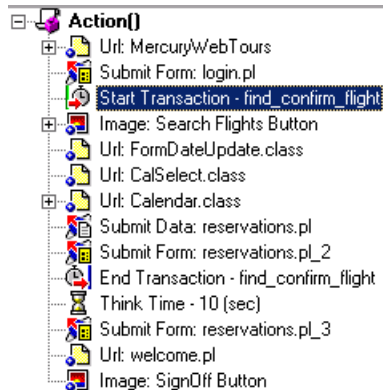 Action()
Url: MercuryWebTours
Submit Form: login.pl
Start Transaction - find_confirm_flight
Image: Search Flights Button
Url: FormDateUpdate.class
Url: CalSelect.class
Url: Calendar.class
Submit Data: reservations.pl
Submit Form: reservations.pl_2
End Transaction - find_confirm_flight
Think Time - 10 (sec)
Submit Form: reservations.pl_3
Url: welcome.pl
Image: SignOff Button